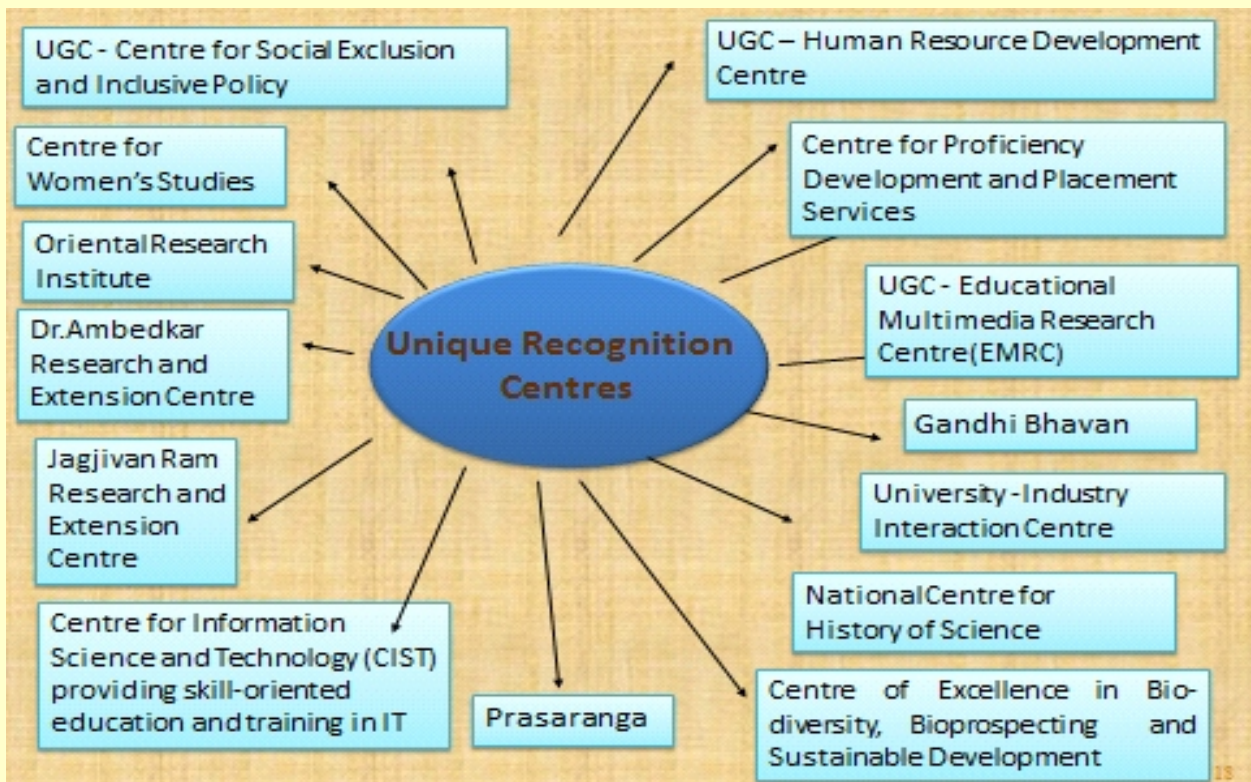 UGC - Centre for Social Exclusion
and Inclusive Policy
UGC – Human Resource Development
Centre
Centre for
Women's Studies
Centre for Proficiency
Development and Placement
Services
Oriental Research
Institute
UGC - Educational
Multimedia Research
Centre(EMRC)
Dr.Ambedkar
Research and
Extension Centre
Unique Recognition
Centres
Gandhi Bhavan
Jagjivan Ram
Research and
Extension
Centre
University -Industry
Interaction Centre
National Centre for
History of Science
Centre for Information
Science and Technology (CIST)
providing skill-oriented
education and training in IT
Prasaranga
Centre of Excellence in Bio-
diversity, Bioprospecting and
Sustainable Development